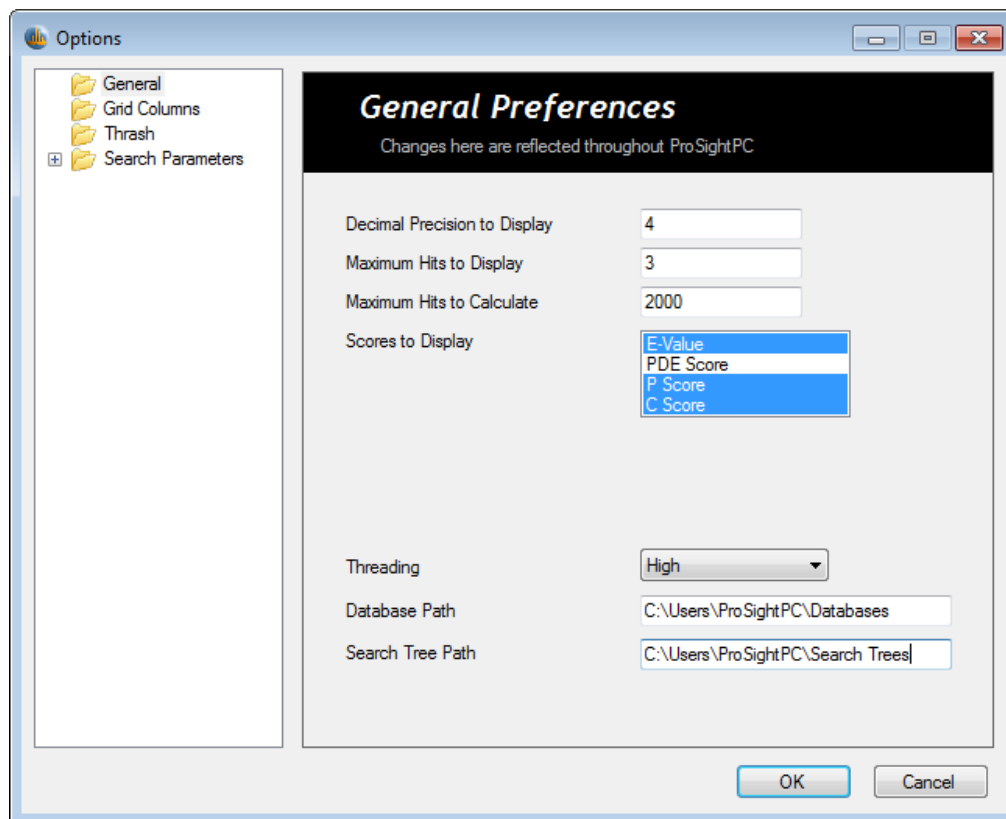 Options
General
Grid Columns
Thrash
Search Parameters
General Preferences
Changes here are reflected throughout ProSightPC
Decimal Precision to Display 4
Maximum Hits to Display 3
Maximum Hits to Calculate 2000
Scores to Display E-Value
PDE Score
P Score
C Score
Threading High
Database Path C:\Users\ProSightPC\Databases
Search Tree Path C:\Users\ProSightPC\Search Trees
OK Cancel